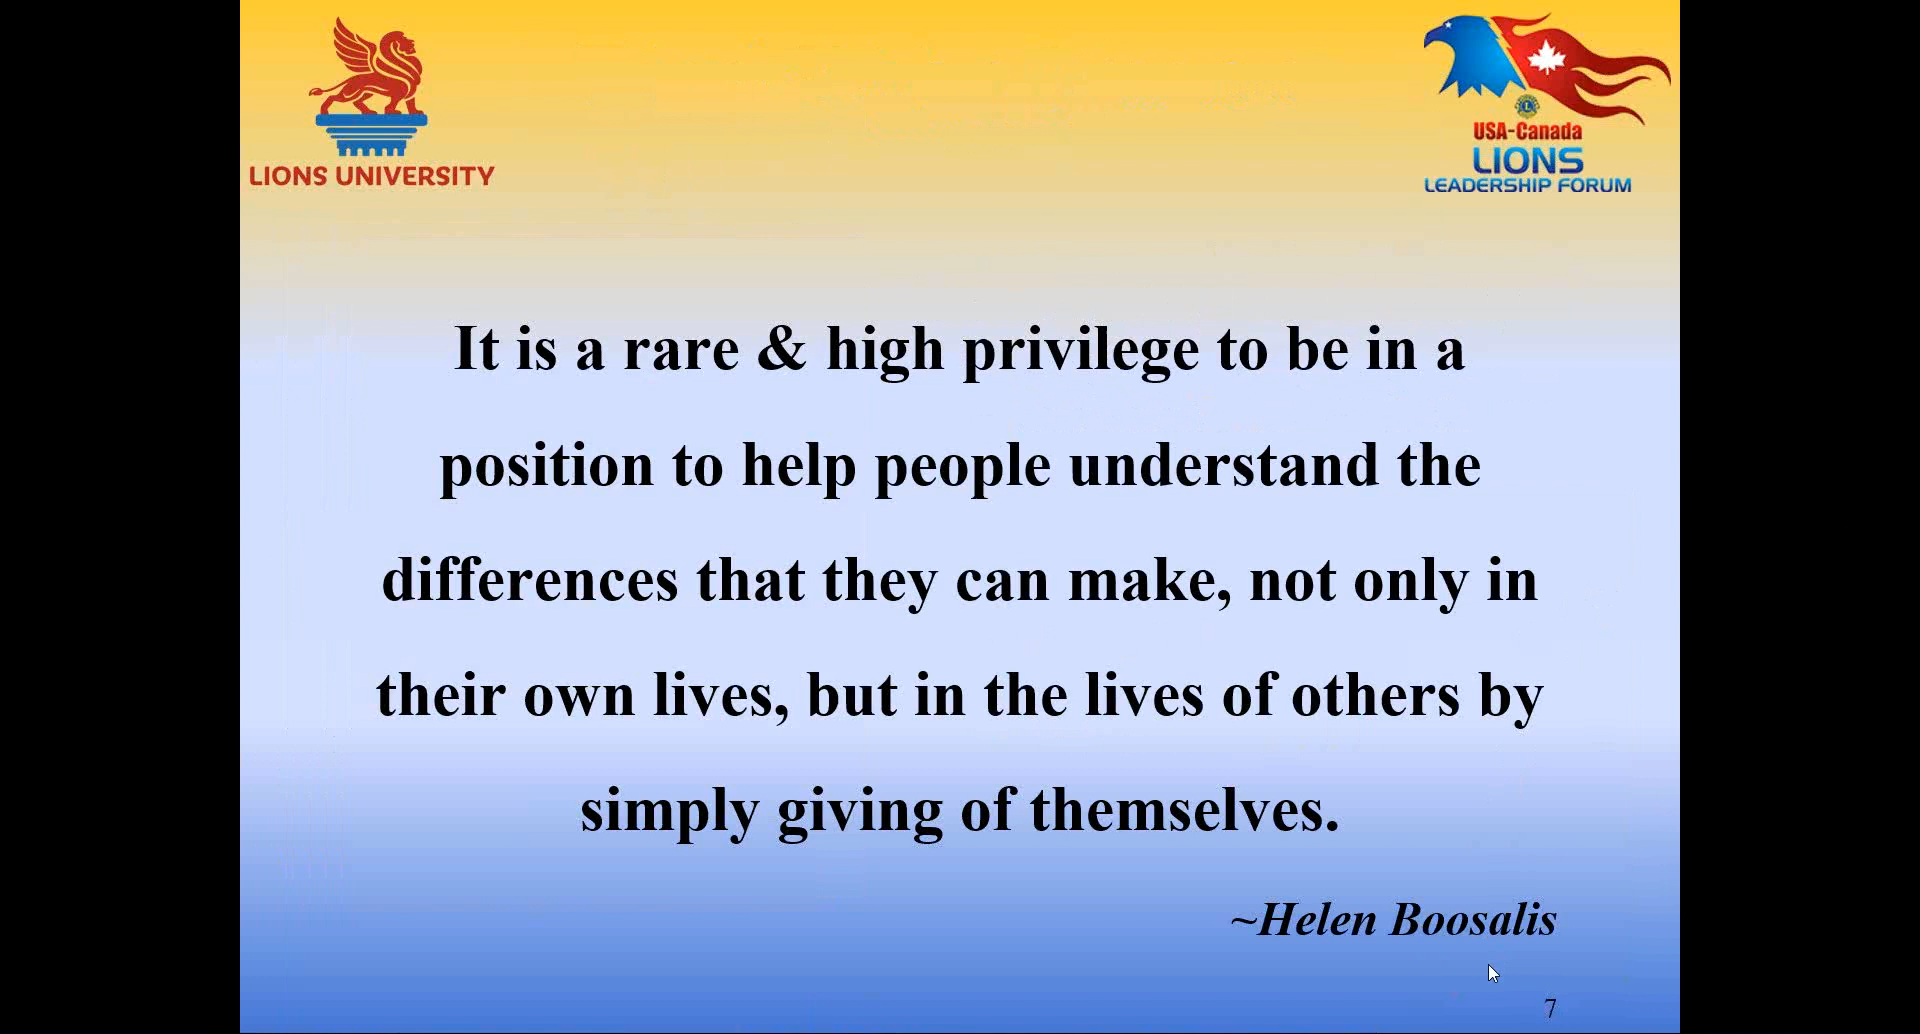 LIONS UNIVERSITY
USA-Canada
LIONS
LEADERSHIP FORUM
It is a rare & high privilege to be in a
position to help people understand the
differences that they can make, not only in
their own lives, but in the lives of others by
simply giving of themselves.
~Helen Boosalis
7